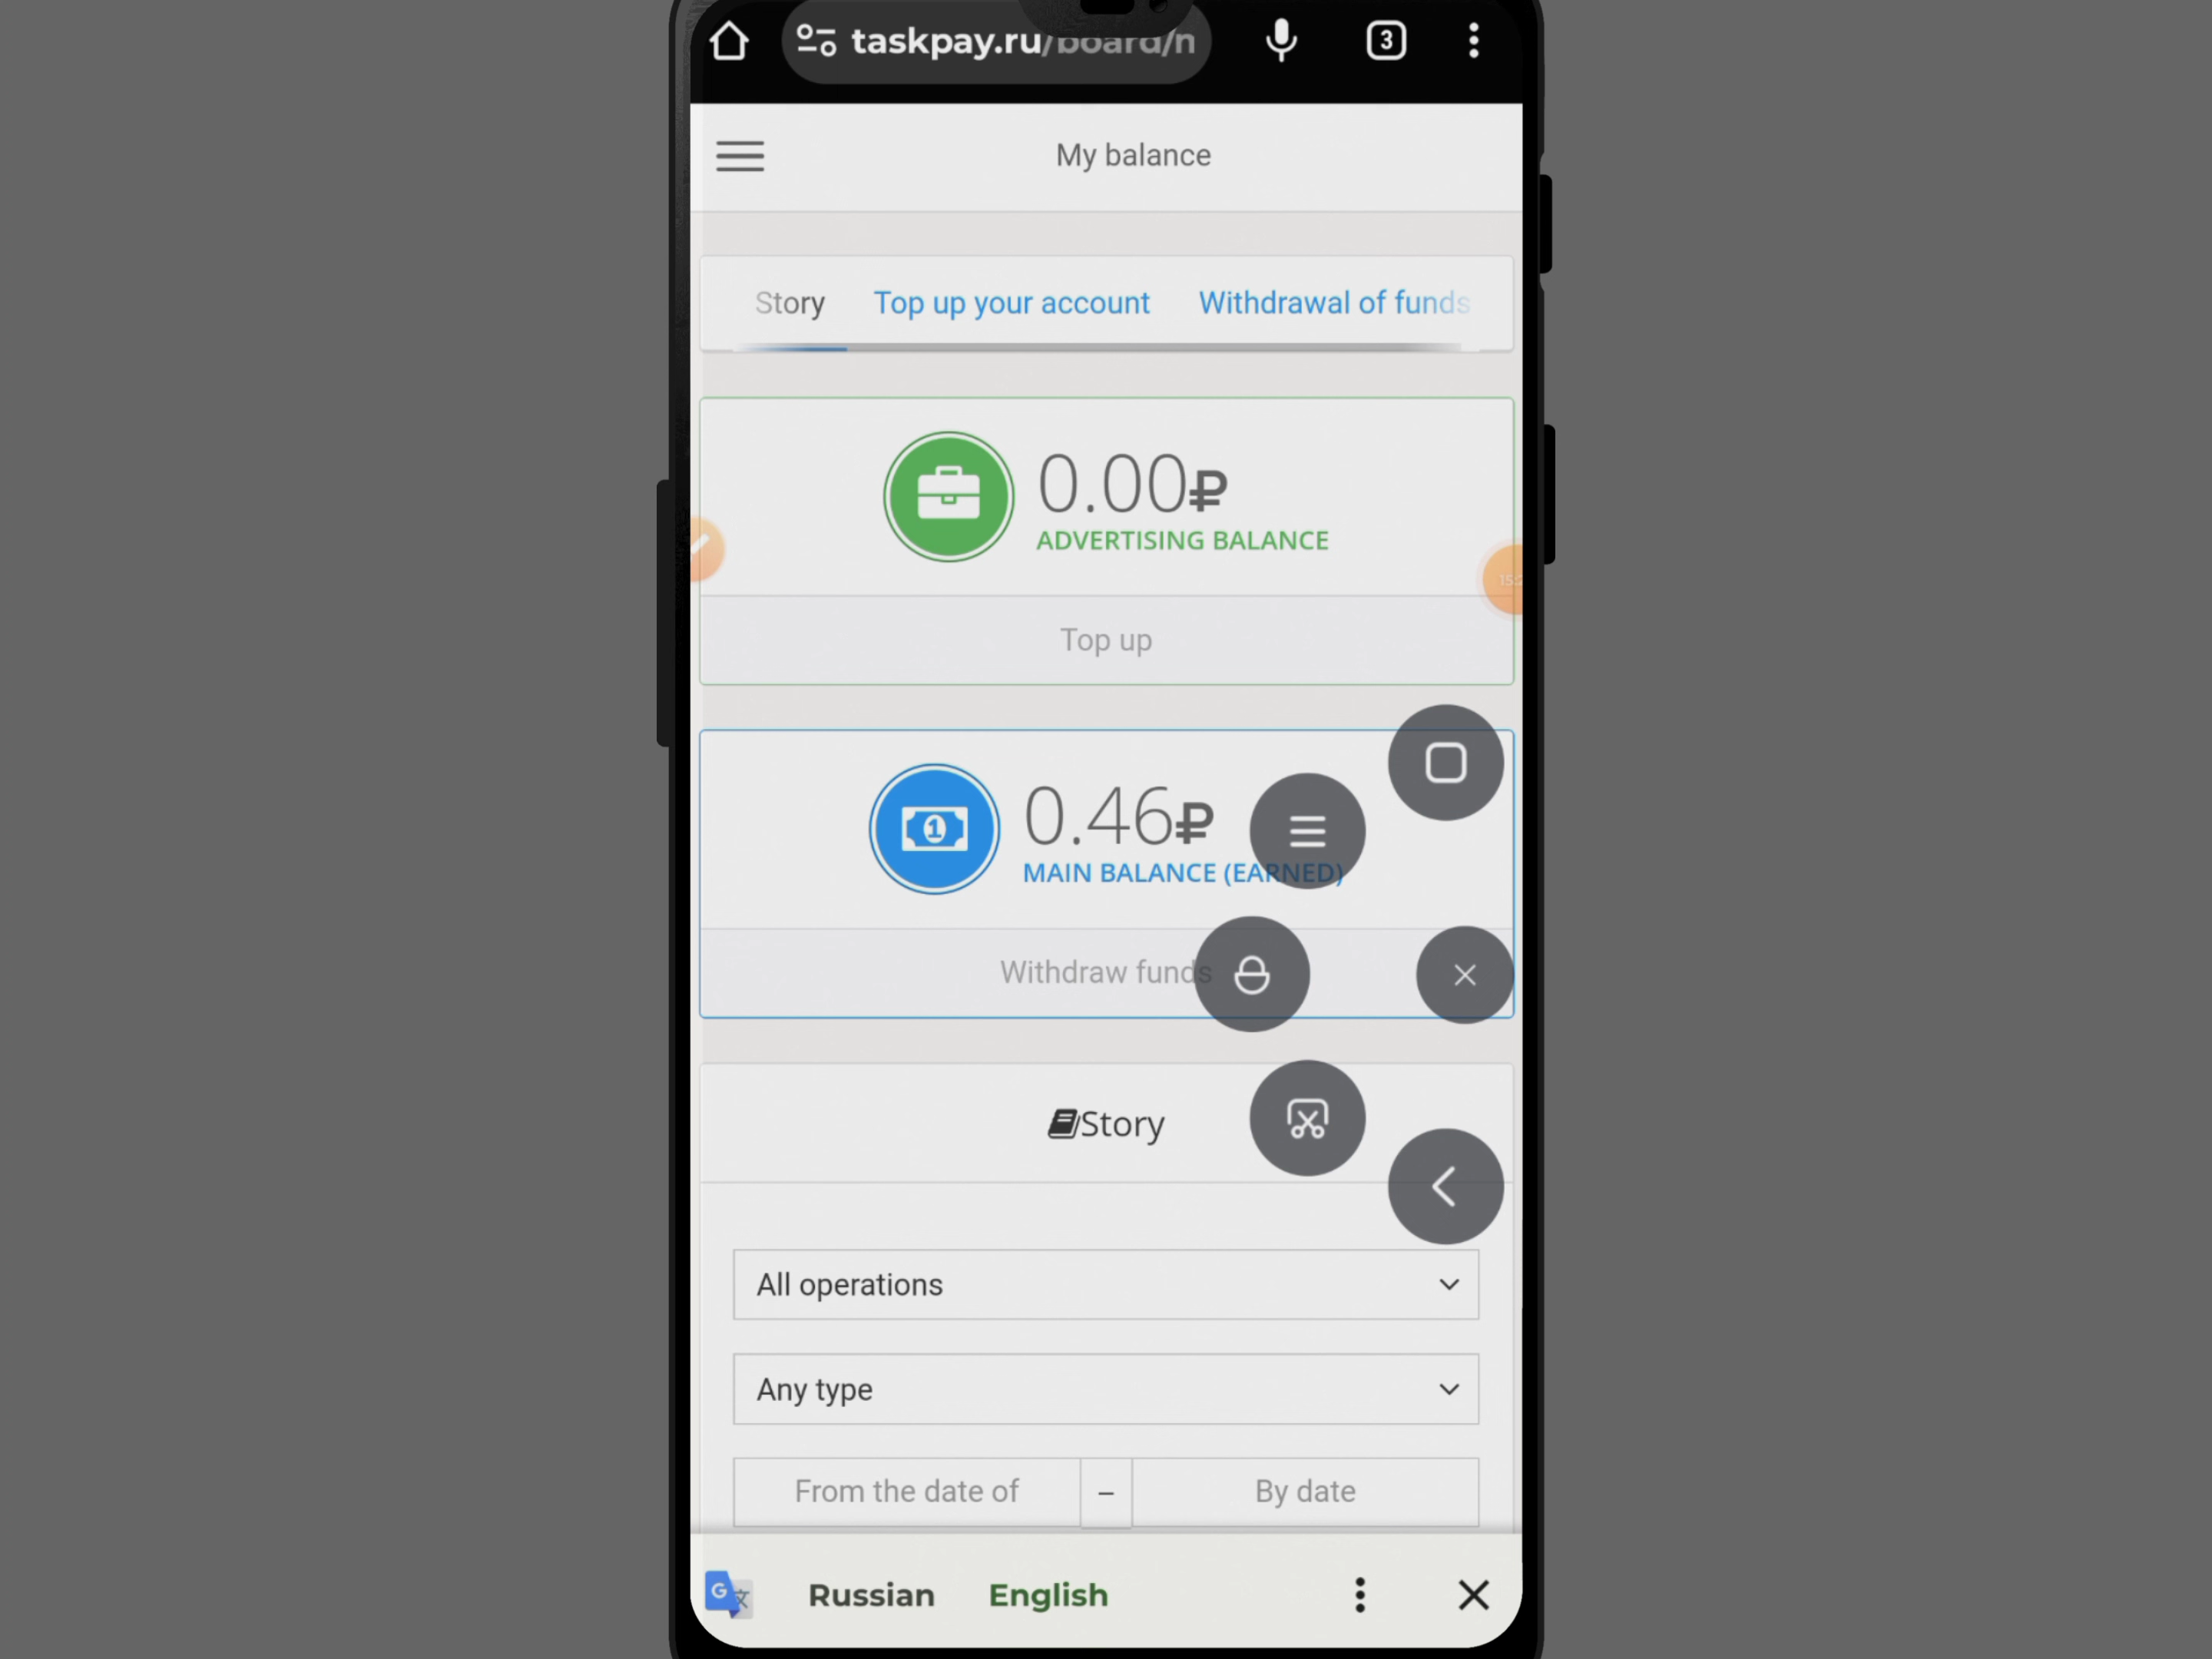 taskpay.ru/board/n
3
My balance
Story
Top up your account
Withdrawal of funds
0.00₽
ADVERTISING BALANCE
Top up
0.46₽
MAIN BALANCE (EARNED)
Withdraw funds
Story
All operations
Any type
From the date of
–
By date
Russian
English